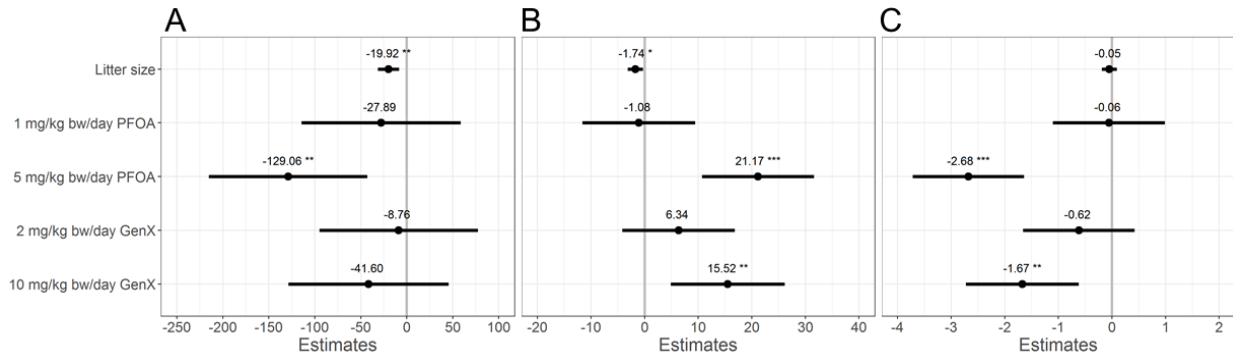 A
B
C
-19.92 **
-1.74 *
-0.05
Litter size
-27.89
-1.08
-0.06
1 mg/kg bw/day PFOA
-129.06 **
21.17 ***
-2.68 ***
5 mg/kg bw/day PFOA
-8.76
6.34
-0.62
2 mg/kg bw/day GenX
-41.60
15.52 **
-1.67 **
10 mg/kg bw/day GenX
-250 -200 -150 -100 -50 0 50 100
-20 -10 0 10 20 30 40
-4 -3 -2 -1 0 1 2
Estimates
Estimates
Estimates